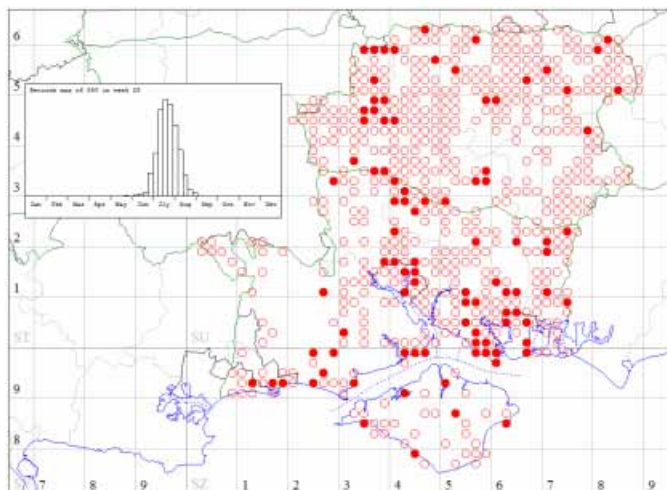 6
5
4
3
2
1
9
8
Records max of 360 in week 28
Jan Feb Mar Apr May Jun Jly Aug Sep Oct Nov Dec
SU
SZ
7 8 9 1 2 3 4 5 6 7 8 9